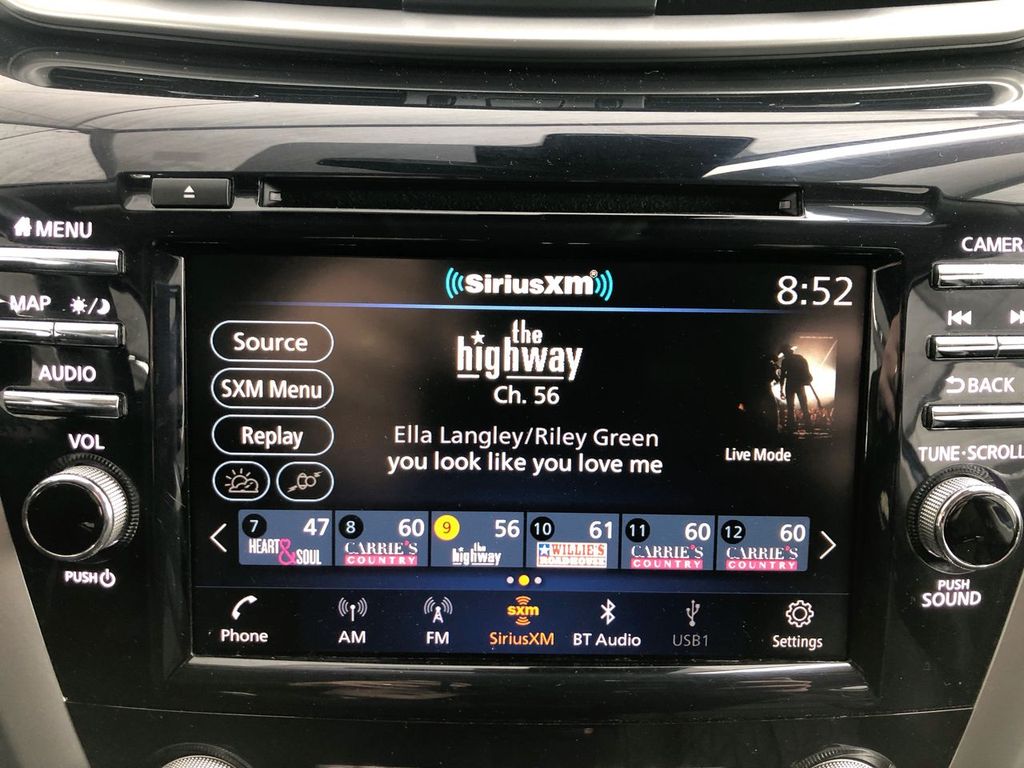 MENU
MAP
AUDIO
VOL
PUSH
SiriusXM®
8:52
Source
SXM Menu
Replay
the
highway
Ch. 56
Ella Langley/Riley Green
you look like you love me
Live Mode
7 47
HEART & SOUL
8 60
CARRIE'S
COUNTRY
9 56
the
highway
10 61
WILLIE'S
ROADHOUSE
11 60
CARRIE'S
COUNTRY
12 60
CARRIE'S
COUNTRY
Phone
AM
FM
sxm
SiriusXM
BT Audio
USB1
Settings
CAMER
BACK
TUNE·SCROLL
PUSH
SOUND